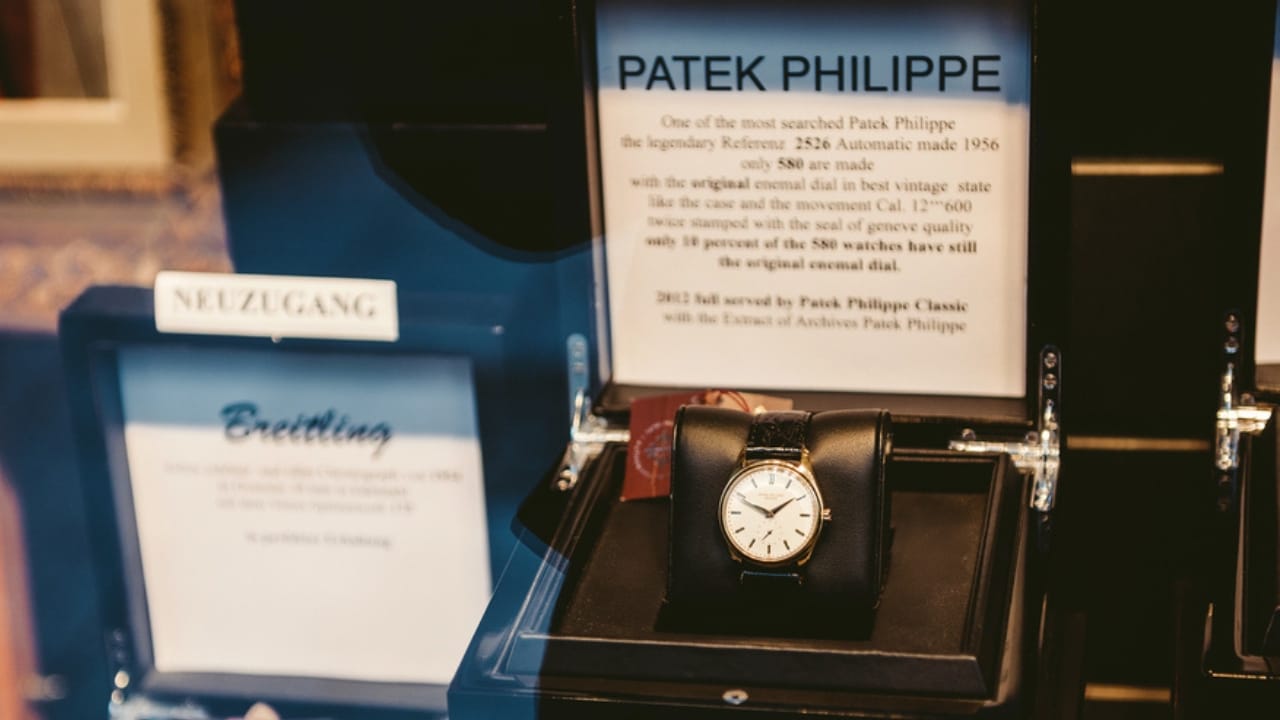 PATEK PHILIPPE
One of the most searched Patek Philippe
the legendary Referenz 2526 Automatic made 1956
only 580 are made
with the original enemal dial in best vintage state
like the case and the movement Cal. 12'''600
twice stamped with the seal of geneve quality
only 10 percent of the 580 watches have still
the original enemal dial.
2012 full served by Patek Philippe Classic
with the Extract of Archives Patek Philippe
NEUZUGANG
Breitling